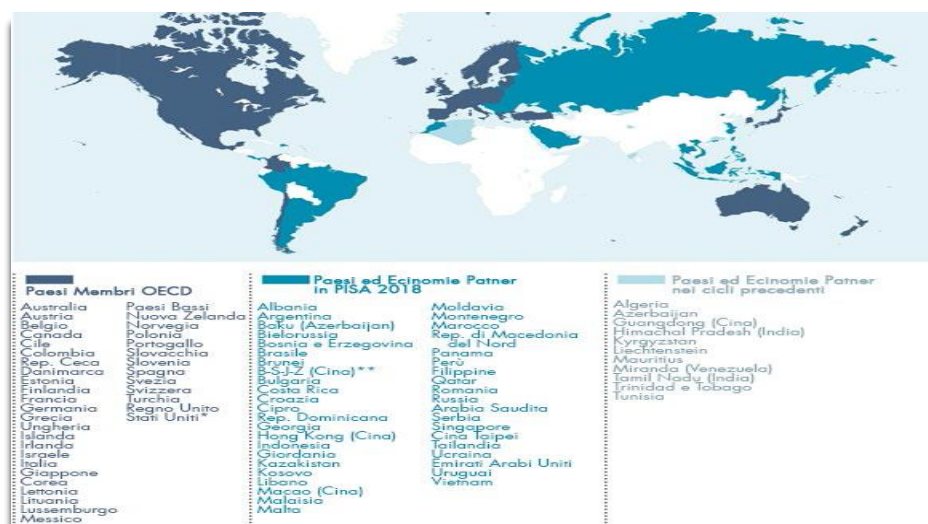 Paesi Membri OECD
Australia
Austria
Belgio
Canada
Cile
Colombia
Rep. Ceca
Danimarca
Estonia
Finlandia
Francia
Germania
Grecia
Ungheria
Islanda
Irlanda
Israele
Italia
Giappone
Corea
Lettonia
Lituania
Lussemburgo
Messico
Paesi Bassi
Nuova Zelanda
Norvegia
Polonia
Portogallo
Slovacchia
Slovenia
Spagna
Svezia
Svizzera
Turchia
Regno Unito
Stati Uniti*
Paesi ed Ecinomie Patner
in PISA 2018
Albania
Argentina
Baku (Azerbaijan)
Bielorussia
Bosnia e Erzegovina
Brasile
Brunei
B-S-J-Z (Cina)**
Bulgaria
Costa Rica
Croazia
Cipro
Rep. Dominicana
Georgia
Hong Kong (Cina)
Indonesia
Giordania
Kazakistan
Kosovo
Libano
Macao (Cina)
Malaisia
Malta
Moldavia
Montenegro
Marocco
Rep. di Macedonia
del Nord
Panama
Perù
Filippine
Qatar
Romania
Russia
Arabia Saudita
Serbia
Singapore
Cina Taipei
Tailandia
Ucraina
Emirati Arabi Uniti
Uruguai
Vietnam
Paesi ed Ecinomie Patner
nei cicli precedenti
Algeria
Azerbaijan
Guangdong (Cina)
Himachal Pradesh (India)
Kyrgyzstan
Liechtenstein
Mauritius
Miranda (Venezuela)
Tamil Nadu (India)
Trinidad e Tobago
Tunisia